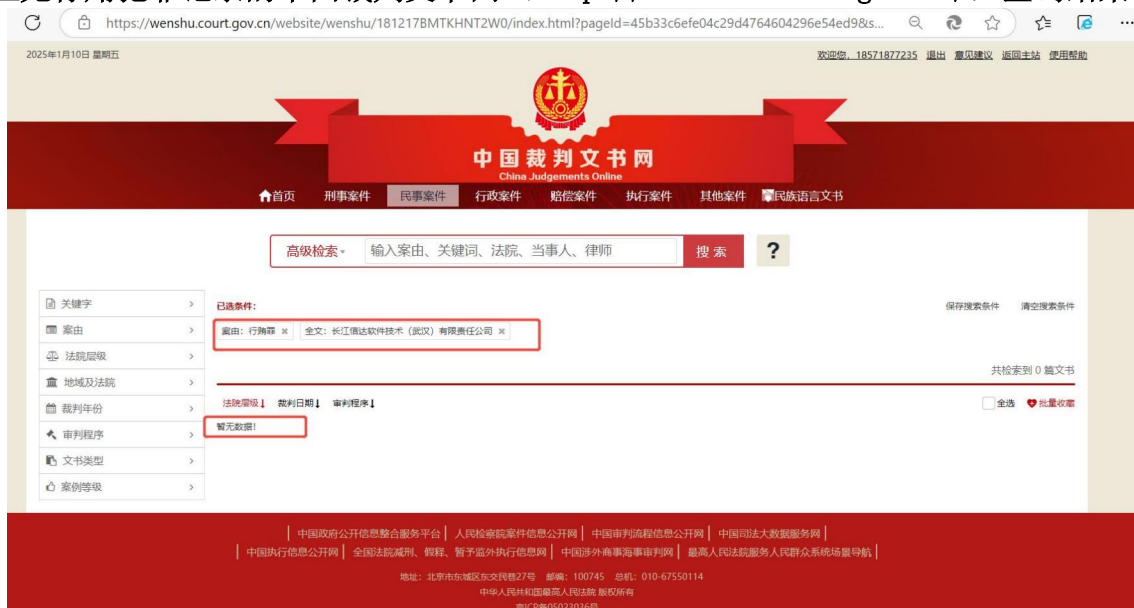 https://wenshu.court.gov.cn/website/wenshu/181217BMTKHNT2W0/index.html?pageId=45b33c6efe04c29d4764604296e54ed9&s...
2025年1月10日 星期五
欢迎您，18571877235 退出 意见建议 返回主站 使用帮助
中国裁判文书网
China Judgements Online
首页 刑事案件 民事案件 行政案件 赔偿案件 执行案件 其他案件 民族语言文书
高级检索 输入案由、关键词、法院、当事人、律师 搜索 ?
关键字
案由
法院层级
地域及法院
裁判年份
审判程序
文书类型
案例等级
已选条件： 保存搜索条件 清空搜索条件
案由：行贿罪 × 全文：长江信达软件技术（武汉）有限责任公司 ×
共检索到 0 篇文书
法院层级 裁判日期 审判程序 全选 批量收藏
暂无数据!
中国政府公开信息整合服务平台 | 人民检察院案件信息公开网 | 中国审判流程信息公开网 | 中国司法大数据服务网 |
中国执行信息公开网 | 全国法院减刑、假释、暂予监外执行信息网 | 中国涉外商事海事审判网 | 最高人民法院服务人民群众系统场景导航 |
地址：北京市东城区东交民巷27号 邮编：100745 总机：010-67550114
中华人民共和国最高人民法院 版权所有
京ICP备05023036号